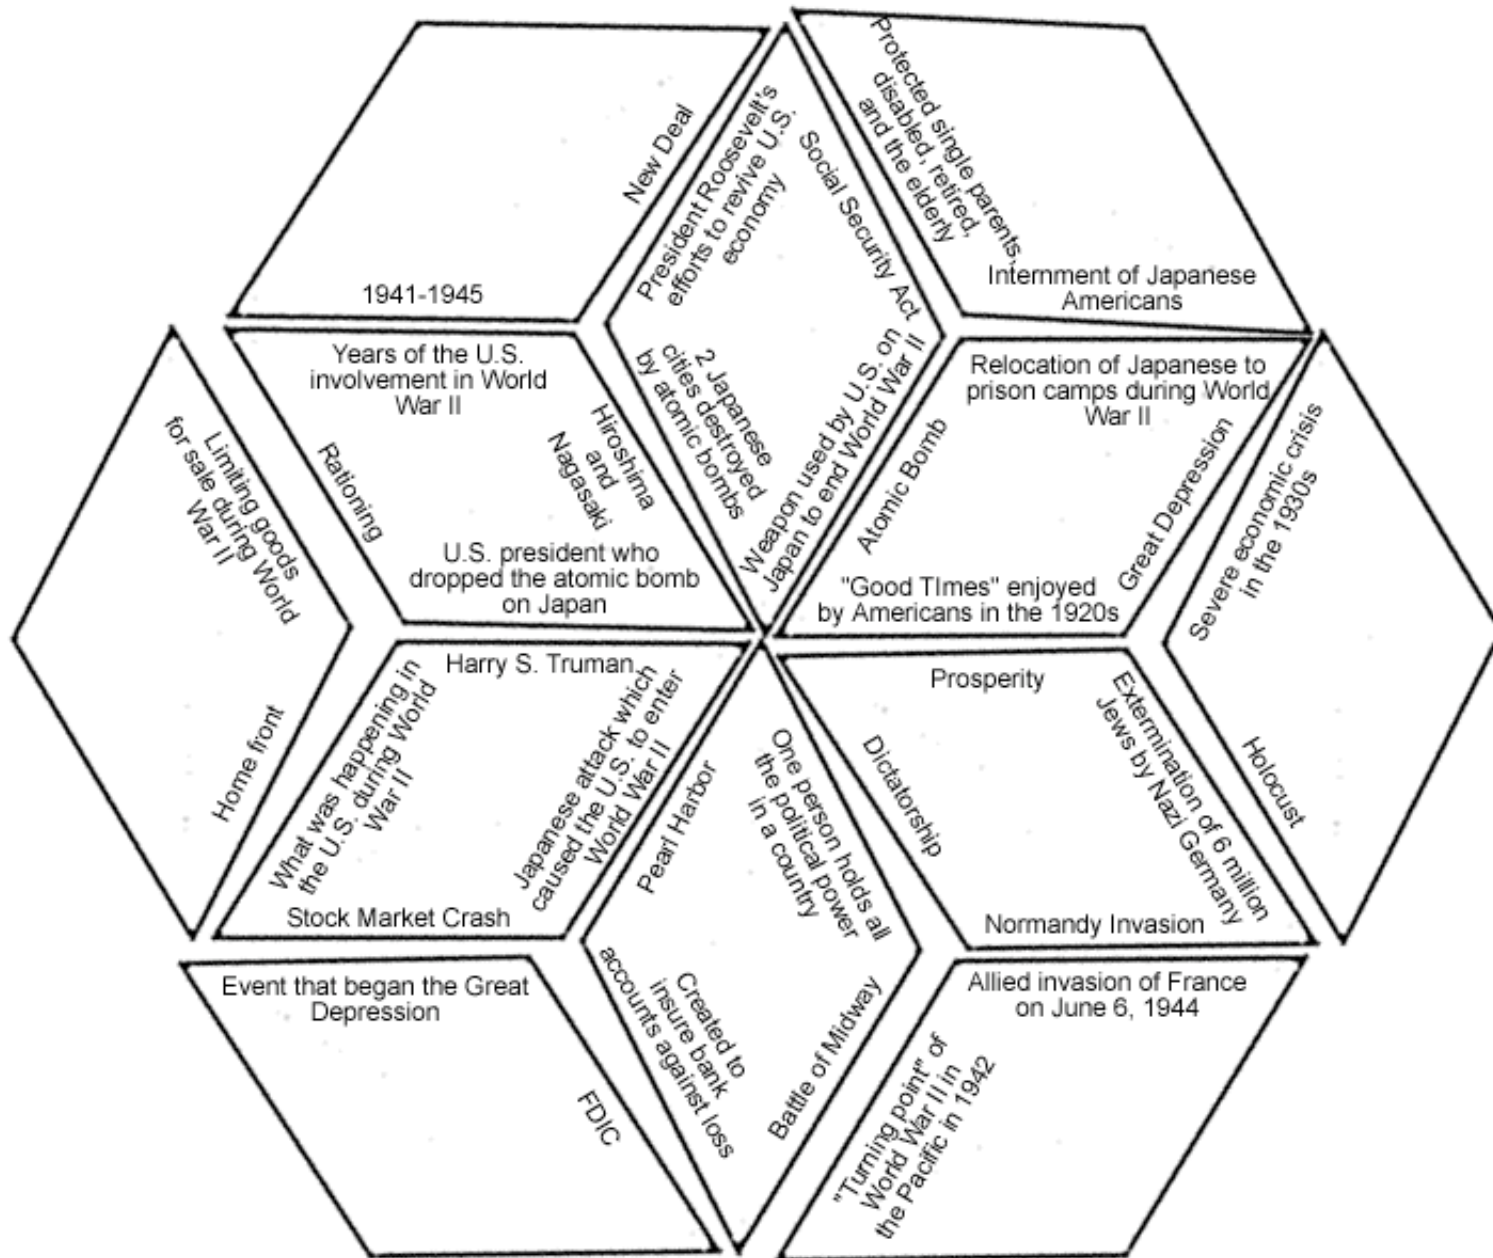 New Deal
1941-1945
President Roosevelt's
efforts to revive U.S.
economy
Social Security Act
2 Japanese
cities destroyed
by atomic bombs
Weapon used by U.S. on
Japan to end World War II
Protected single parents,
disabled, retired,
and the elderly
Internment of Japanese
Americans
Years of the U.S.
involvement in World
War II
Rationing
Hiroshima
and
Nagasaki
U.S. president who
dropped the atomic bomb
on Japan
Relocation of Japanese to
prison camps during World
War II
Atomic Bomb
Great Depression
"Good TImes" enjoyed
by Americans in the 1920s
Limiting goods
for sale during World
War II
Home front
Severe economic crisis
in the 1930s
Holocust
Harry S. Truman
What was happening in
the U.S. during World
War II
Japanese attack which
caused the U.S. to enter
World War II
Stock Market Crash
Pearl Harbor
One person holds all
the political power
in a country
Created to
insure bank
accounts against loss
Battle of Midway
Prosperity
Dictatorship
Extermination of 6 million
Jews by Nazi Germany
Normandy Invasion
Event that began the Great
Depression
FDIC
Allied invasion of France
on June 6, 1944
"Turning point" of
World War II in
the Pacific in 1942